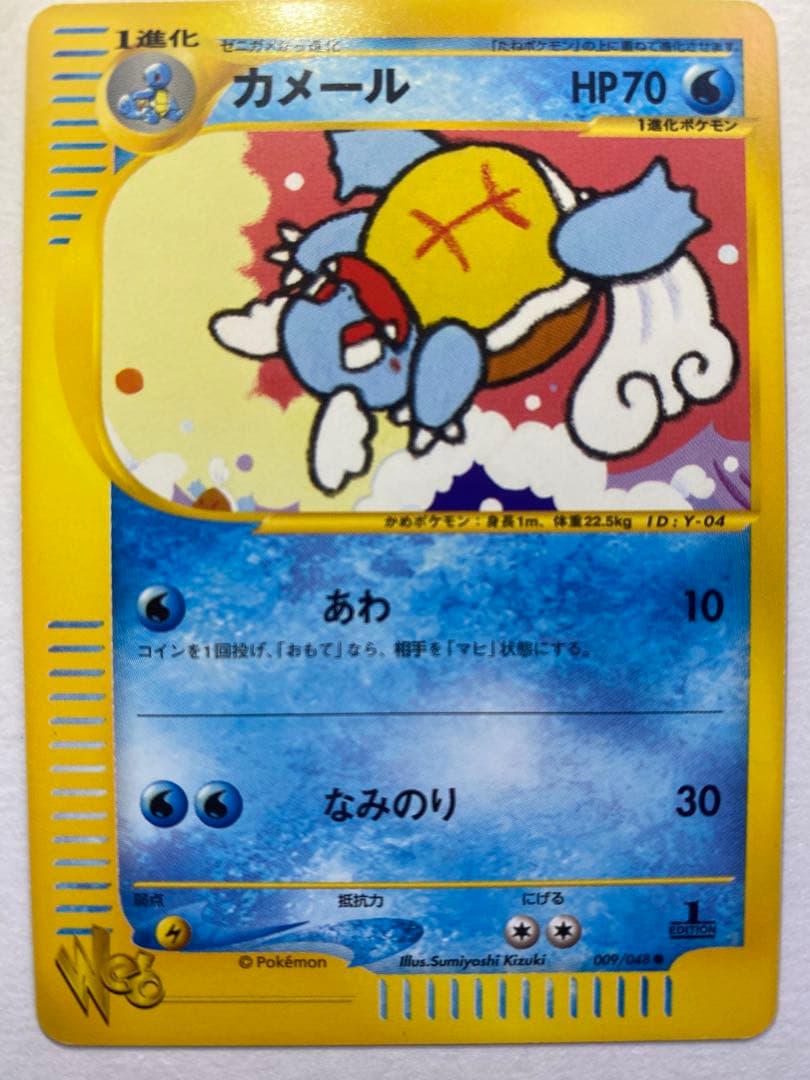 1進化 ゼニガメから進化 「たねポケモン」の上に重ねて進化させます。
カメール HP70
1進化ポケモン
かめポケモン：身長1m、体重22.5kg ID:Y-04
あわ 10
コインを1回投げ、「おもて」なら、相手を「マヒ」状態にする。
なみのり 30
弱点 抵抗力 にげる
1
EDITION
Web
© Pokémon Illus.Sumiyoshi Kizuki 009/048 ●